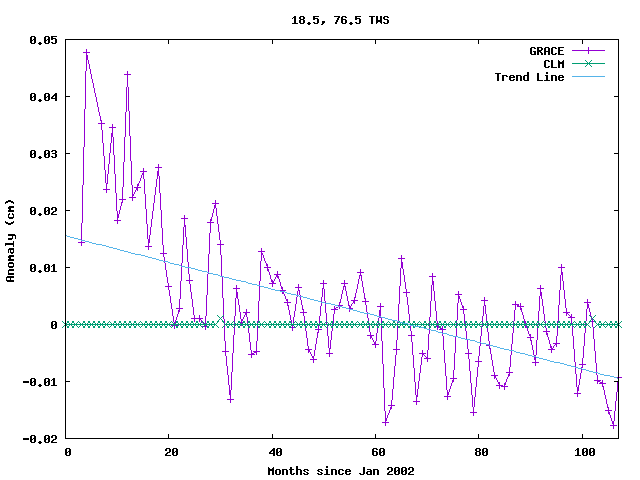 18.5, 76.5 TWS
GRACE
CLM
Trend Line
0.05
0.04
0.03
0.02
0.01
0
-0.01
-0.02
Anomaly (cm)
0 20 40 60 80 100
Months since Jan 2002